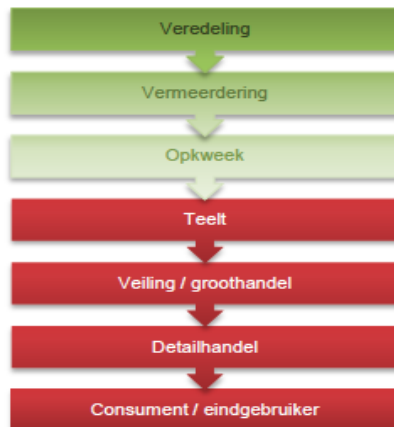 Veredeling
Vermeerdering
Opkweek
Teelt
Veiling / groothandel
Detailhandel
Consument / eindgebruiker